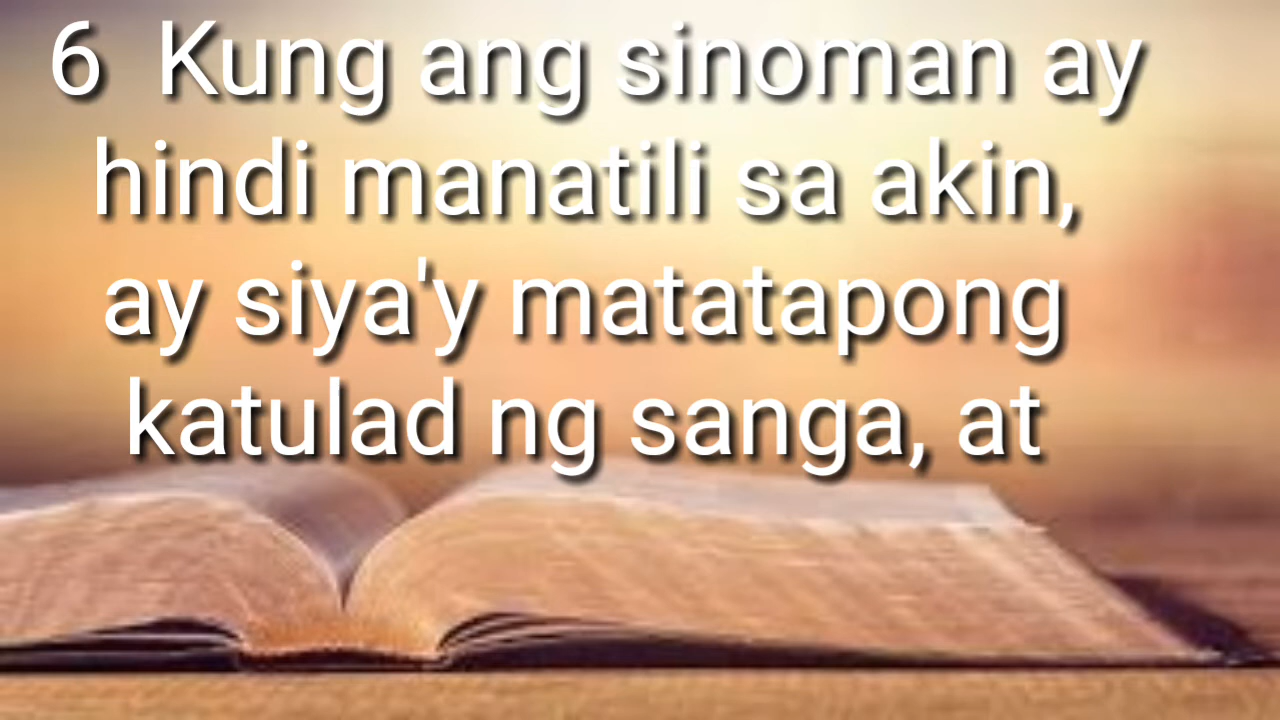 6 Kung ang sinoman ay
hindi manatili sa akin,
ay siya'y matatapong
katulad ng sanga, at